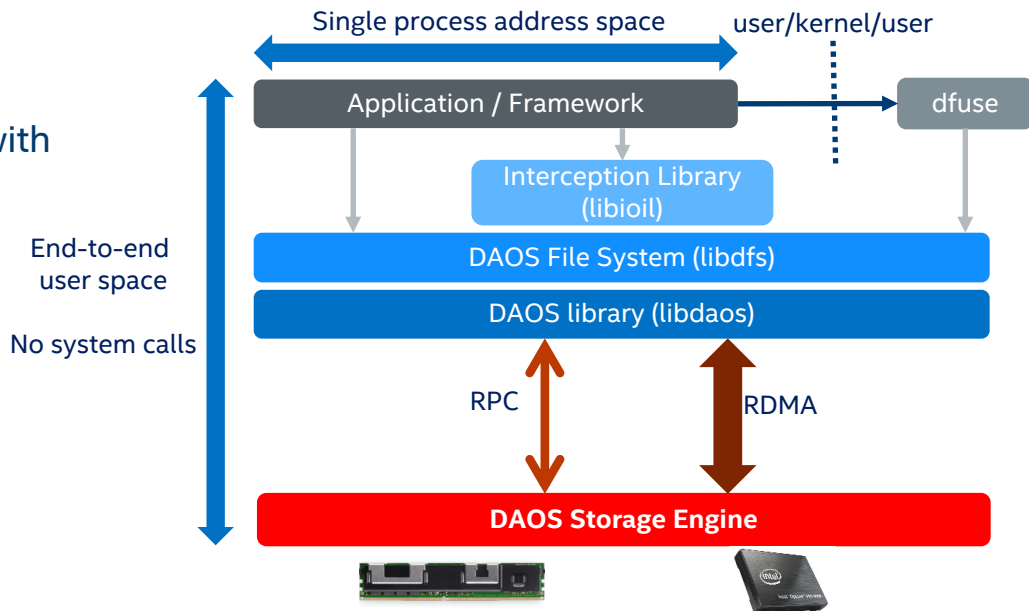 Single process address space
user/kernel/user
Application / Framework
dfuse
with
Interception Library
(libioil)
End-to-end
user space
DAOS File System (libdfs)
DAOS library (libdaos)
No system calls
RPC
RDMA
DAOS Storage Engine
intel